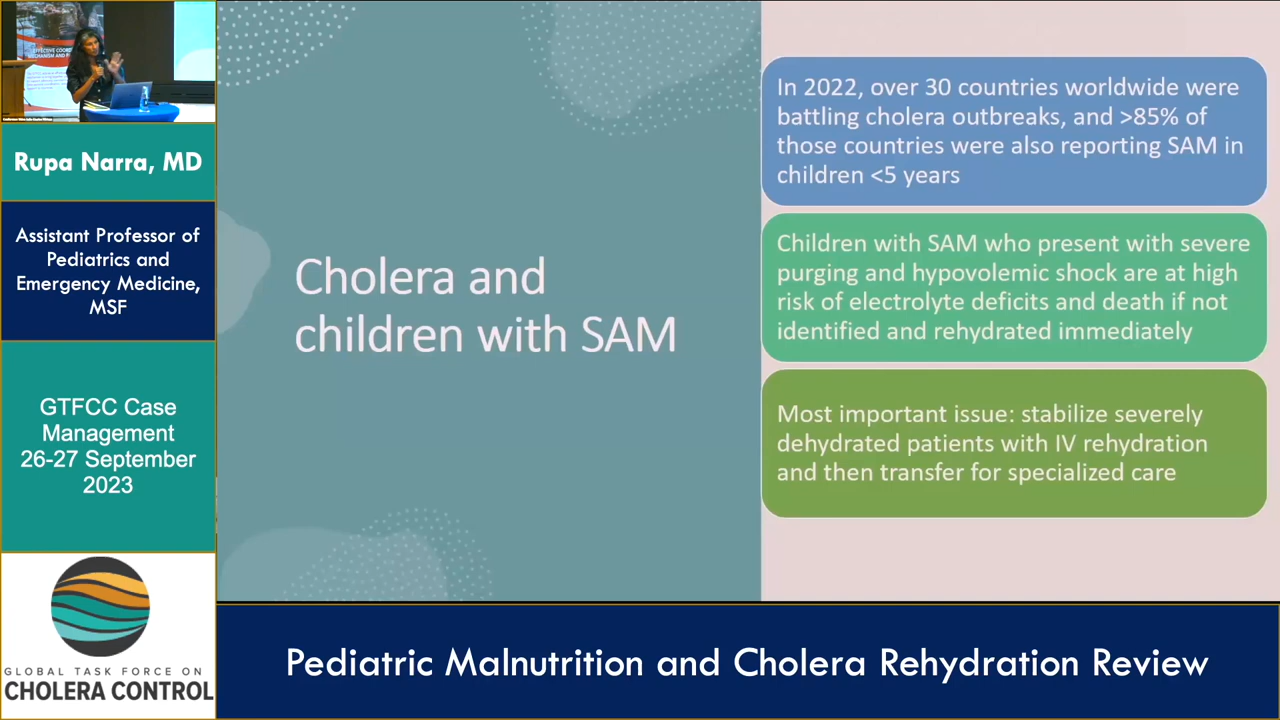 EFFECTIVE COORD
MECHANISM AND P
Rupa Narra, MD
Assistant Professor of
Pediatrics and
Emergency Medicine,
MSF
GTFCC Case
Management
26-27 September
2023
GLOBAL TASK FORCE ON
CHOLERA CONTROL
Cholera and
children with SAM
In 2022, over 30 countries worldwide were
battling cholera outbreaks, and >85% of
those countries were also reporting SAM in
children <5 years
Children with SAM who present with severe
purging and hypovolemic shock are at high
risk of electrolyte deficits and death if not
identified and rehydrated immediately
Most important issue: stabilize severely
dehydrated patients with IV rehydration
and then transfer for specialized care
Pediatric Malnutrition and Cholera Rehydration Review